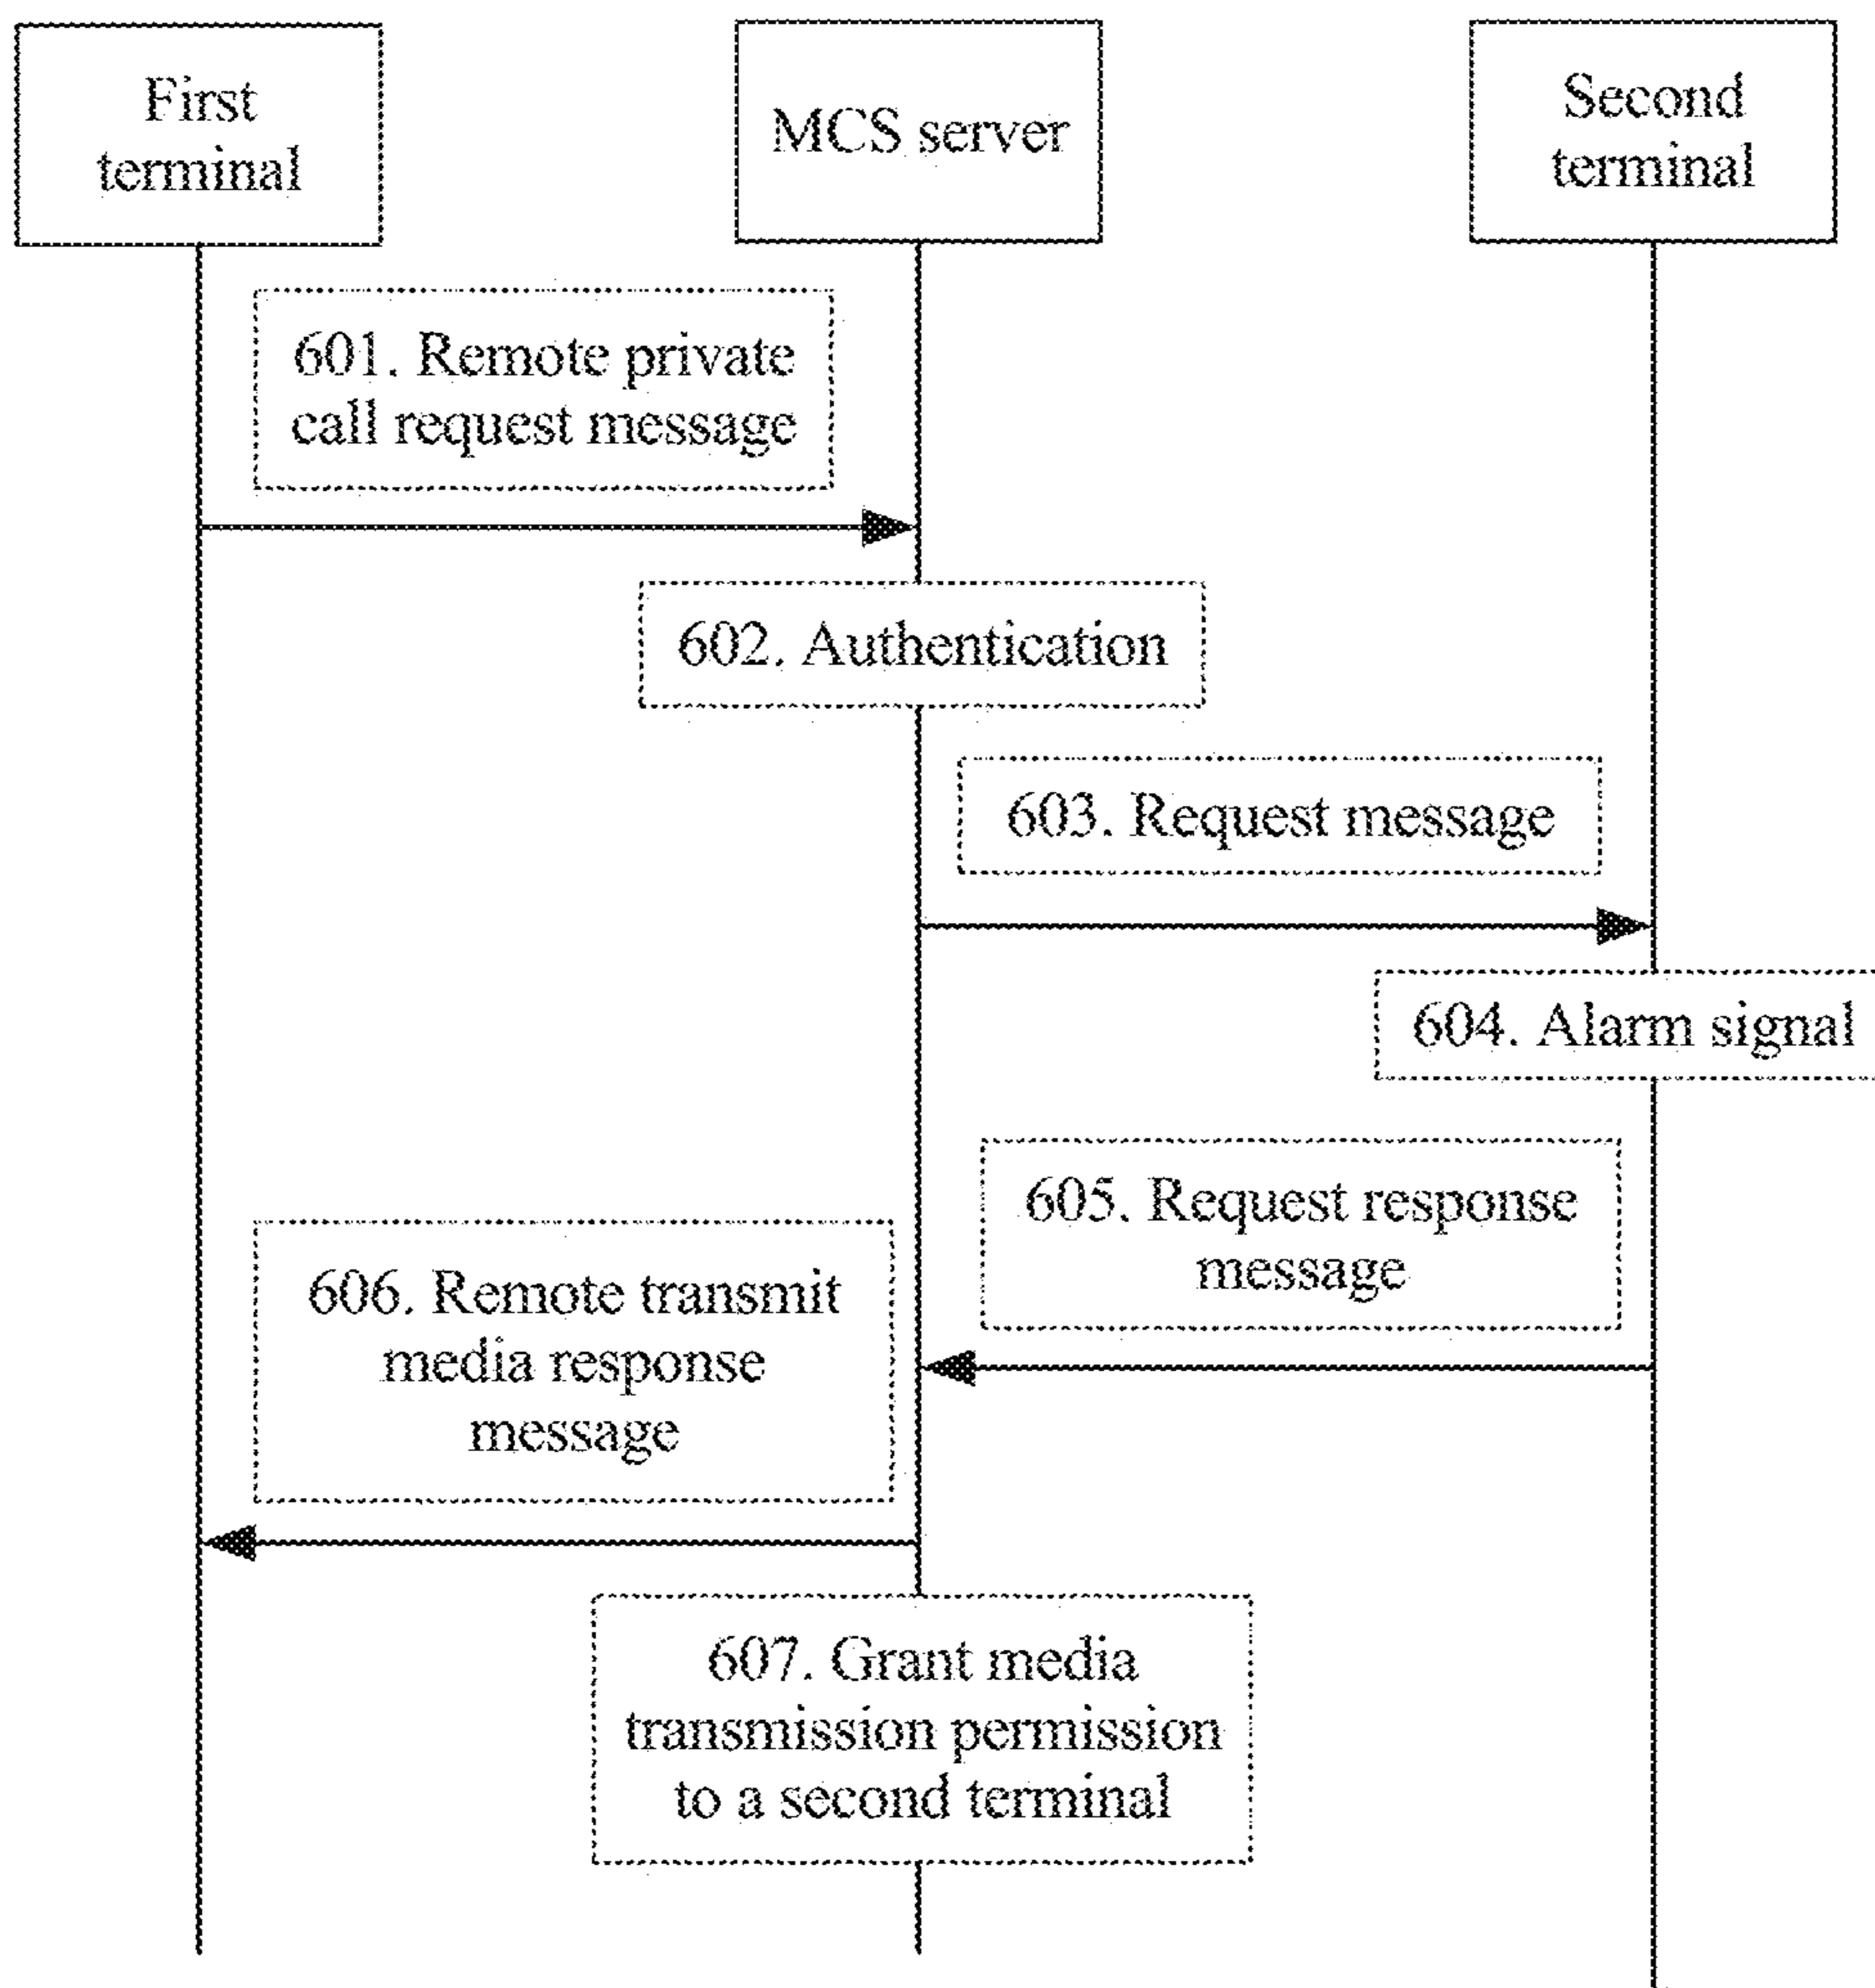 First
terminal
MCS server
Second
terminal
601. Remote private
call request message
602. Authentication
603. Request message
604. Alarm signal
605. Request response
message
606. Remote transmit
media response
message
607. Grant media
transmission permission
to a second terminal